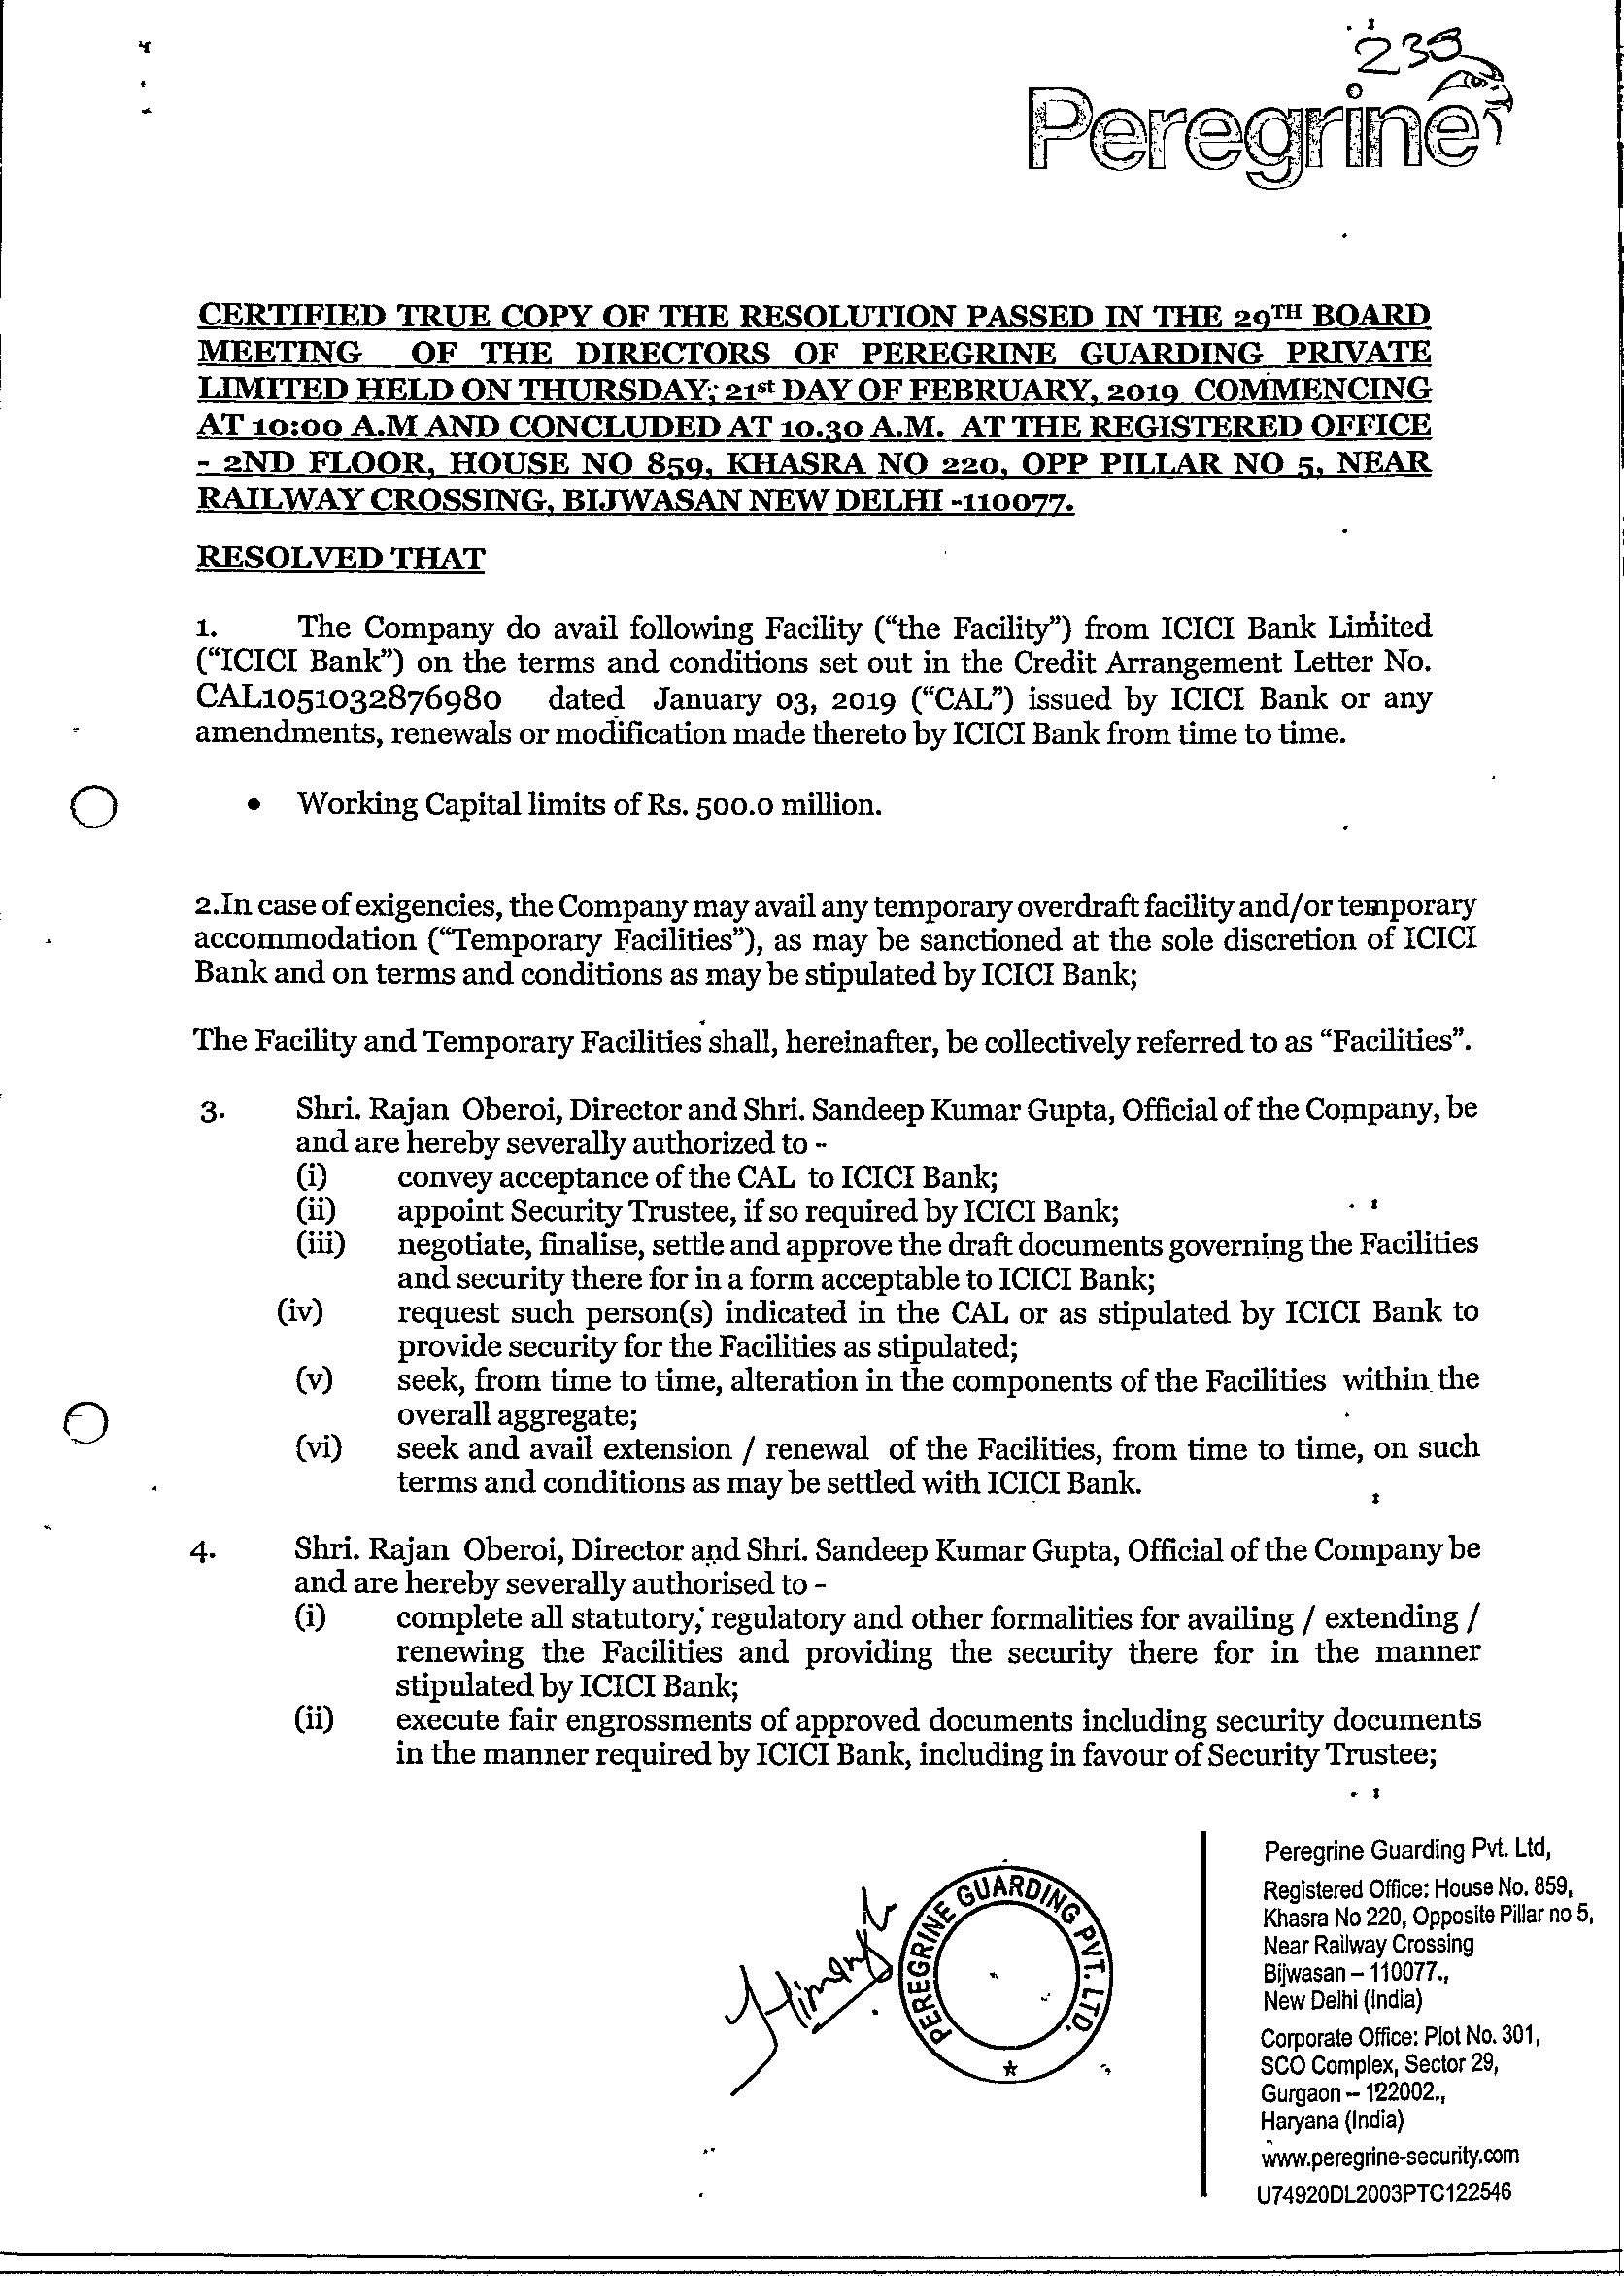 Peregrine
CERTIFIED TRUE COPY OF THE RESOLUTION PASSED IN THE 29TH BOARD
MEETING OF THE DIRECTORS OF PEREGRINE GUARDING PRIVATE
LIMITED HELD ON THURSDAY; 21st DAY OF FEBRUARY, 2019 COMMENCING
AT 10:00 A.M AND CONCLUDED AT 10.30 A.M. AT THE REGISTERED OFFICE
- 2ND FLOOR, HOUSE NO 859, KHASRA NO 220, OPP PILLAR NO 5, NEAR
RAILWAY CROSSING, BIJWASAN NEW DELHI -110077.
RESOLVED THAT
1. The Company do avail following Facility (“the Facility”) from ICICI Bank Limited
(“ICICI Bank”) on the terms and conditions set out in the Credit Arrangement Letter No.
CAL1051032876980 dated January 03, 2019 (“CAL”) issued by ICICI Bank or any
amendments, renewals or modification made thereto by ICICI Bank from time to time.
• Working Capital limits of Rs. 500.0 million.
2.In case of exigencies, the Company may avail any temporary overdraft facility and/or temporary
accommodation (“Temporary Facilities”), as may be sanctioned at the sole discretion of ICICI
Bank and on terms and conditions as may be stipulated by ICICI Bank;
The Facility and Temporary Facilities shall, hereinafter, be collectively referred to as “Facilities”.
3. Shri. Rajan Oberoi, Director and Shri. Sandeep Kumar Gupta, Official of the Company, be
and are hereby severally authorized to -
(i) convey acceptance of the CAL to ICICI Bank;
(ii) appoint Security Trustee, if so required by ICICI Bank;
(iii) negotiate, finalise, settle and approve the draft documents governing the Facilities
and security there for in a form acceptable to ICICI Bank;
(iv) request such person(s) indicated in the CAL or as stipulated by ICICI Bank to
provide security for the Facilities as stipulated;
(v) seek, from time to time, alteration in the components of the Facilities within the
overall aggregate;
(vi) seek and avail extension / renewal of the Facilities, from time to time, on such
terms and conditions as may be settled with ICICI Bank.
4. Shri. Rajan Oberoi, Director and Shri. Sandeep Kumar Gupta, Official of the Company be
and are hereby severally authorised to -
(i) complete all statutory, regulatory and other formalities for availing / extending /
renewing the Facilities and providing the security there for in the manner
stipulated by ICICI Bank;
(ii) execute fair engrossments of approved documents including security documents
in the manner required by ICICI Bank, including in favour of Security Trustee;
PEREGRINE GUARDING PVT. LTD.
Peregrine Guarding Pvt. Ltd,
Registered Office: House No. 859,
Khasra No 220, Opposite Pillar no 5,
Near Railway Crossing
Bijwasan – 110077.,
New Delhi (India)
Corporate Office: Plot No. 301,
SCO Complex, Sector 29,
Gurgaon – 122002.,
Haryana (India)
www.peregrine-security.com
U74920DL2003PTC122546